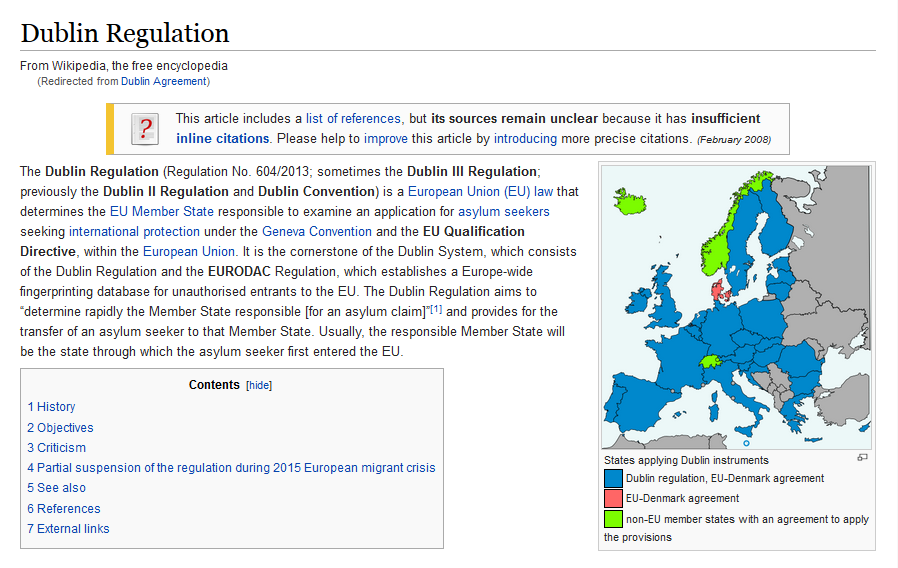 Dublin Regulation
From Wikipedia, the free encyclopedia
(Redirected from Dublin Agreement)
This article includes a list of references, but its sources remain unclear because it has insufficient
inline citations. Please help to improve this article by introducing more precise citations. (February 2008)
The Dublin Regulation (Regulation No. 604/2013; sometimes the Dublin III Regulation;
previously the Dublin II Regulation and Dublin Convention) is a European Union (EU) law that
determines the EU Member State responsible to examine an application for asylum seekers
seeking international protection under the Geneva Convention and the EU Qualification
Directive, within the European Union. It is the cornerstone of the Dublin System, which consists
of the Dublin Regulation and the EURODAC Regulation, which establishes a Europe-wide
fingerprinting database for unauthorised entrants to the EU. The Dublin Regulation aims to
“determine rapidly the Member State responsible [for an asylum claim]”[1] and provides for the
transfer of an asylum seeker to that Member State. Usually, the responsible Member State will
be the state through which the asylum seeker first entered the EU.
Contents [hide]
1 History
2 Objectives
3 Criticism
4 Partial suspension of the regulation during 2015 European migrant crisis
5 See also
6 References
7 External links
States applying Dublin instruments
Dublin regulation, EU-Denmark agreement
EU-Denmark agreement
non-EU member states with an agreement to apply
the provisions